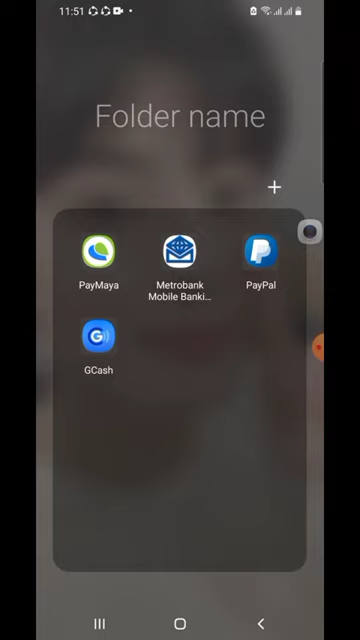 11:51
Folder name
PayMaya
Metrobank
Mobile Banki...
PayPal
GCash